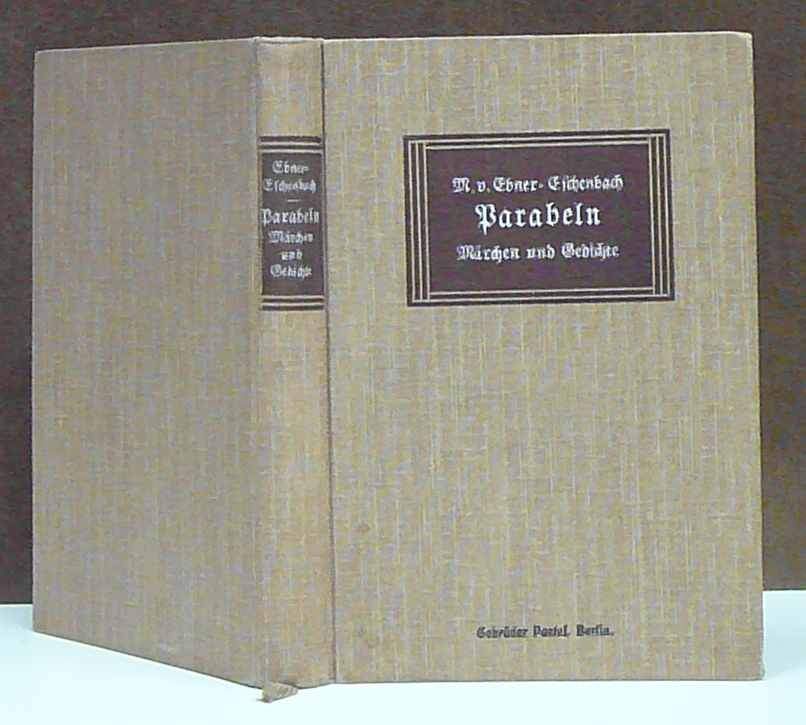 Ebner-
Eschenbach
Parabeln
Märchen
und
Gedichte
M. v. Ebner-Eschenbach
Parabeln
Märchen und Gedichte
Gebrüder Paetel, Berlin.